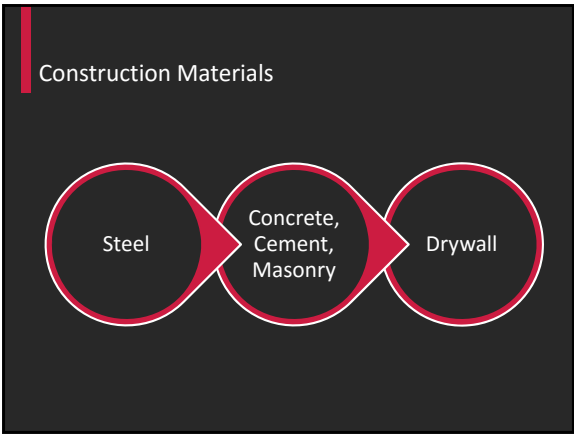 Construction Materials
Steel
Concrete,
Cement,
Masonry
Drywall